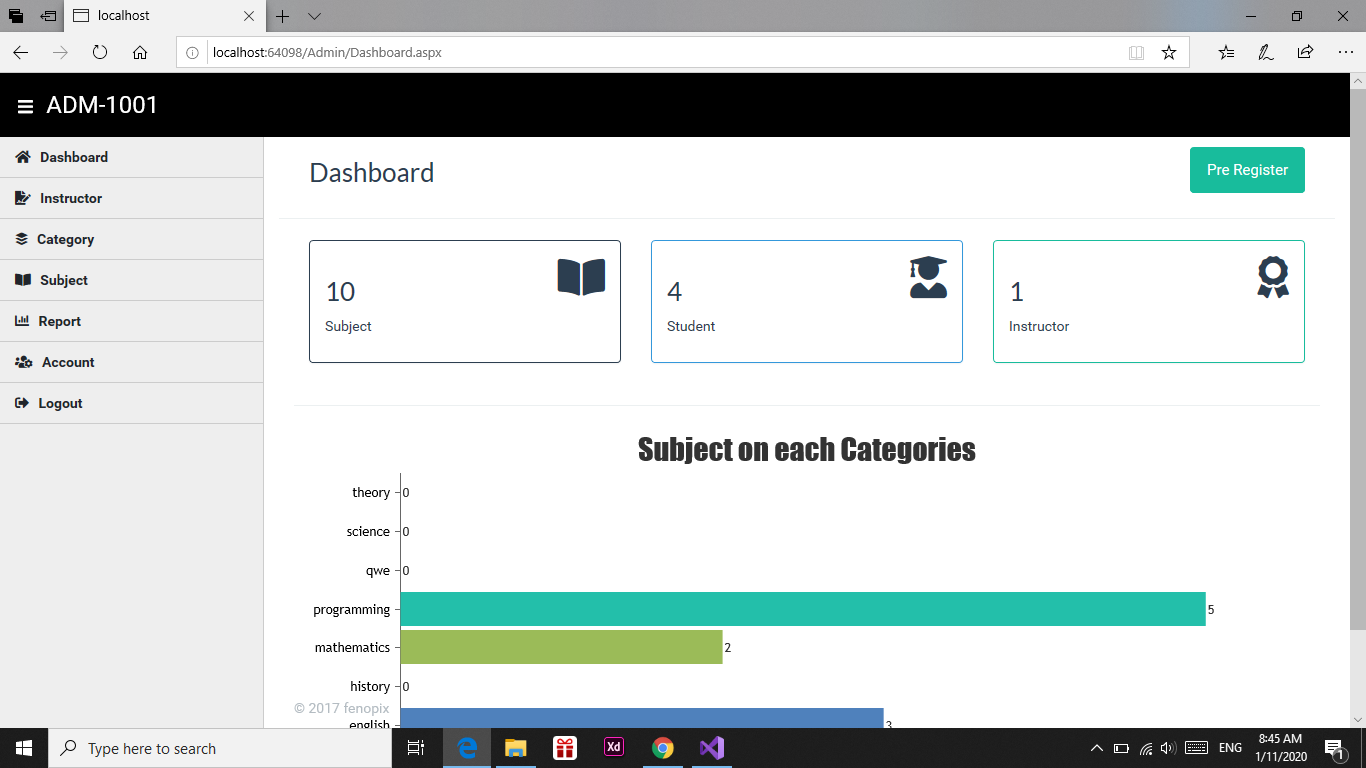 localhost
localhost:64098/Admin/Dashboard.aspx
ADM-1001
Dashboard
Instructor
Category
Subject
Report
Account
Logout
Dashboard
Pre Register
10
Subject
4
Student
1
Instructor
Subject on each Categories
theory 0
science 0
qwe 0
programming 5
mathematics 2
history 0
© 2017 fenopix
english 3
Type here to search
Xd
ENG
8:45 AM
1/11/2020
1